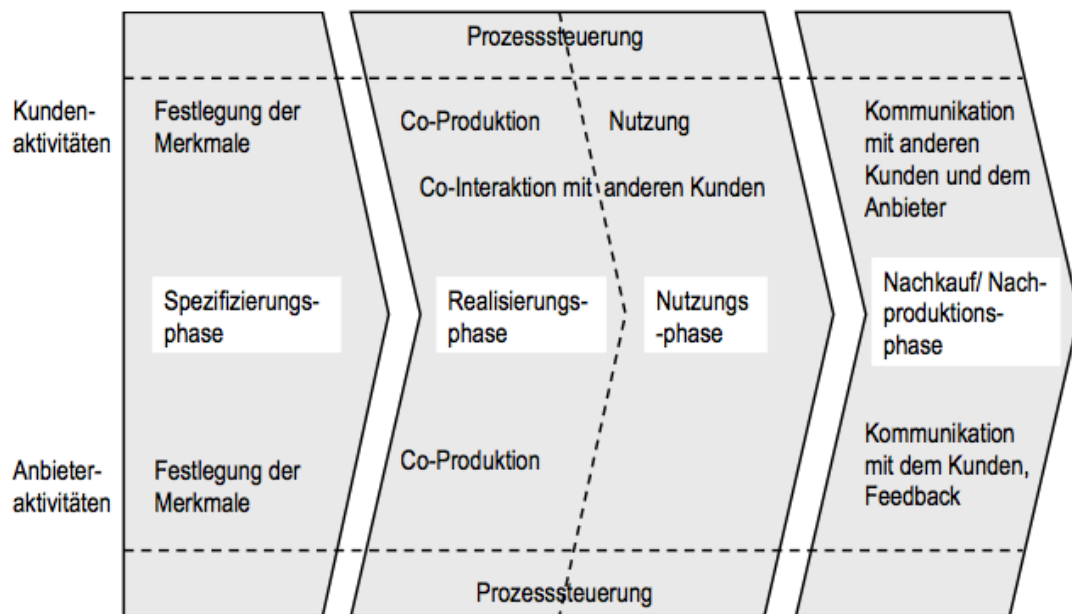 Prozesssteuerung
Kunden-
aktivitäten
Festlegung der
Merkmale
Co-Produktion
Nutzung
Co-Interaktion mit anderen Kunden
Kommunikation
mit anderen
Kunden und dem
Anbieter
Spezifizierungs-
phase
Realisierungs-
phase
Nutzungs
-phase
Nachkauf/ Nach-
produktions-
phase
Anbieter-
aktivitäten
Festlegung der
Merkmale
Co-Produktion
Kommunikation
mit dem Kunden,
Feedback
Prozesssteuerung